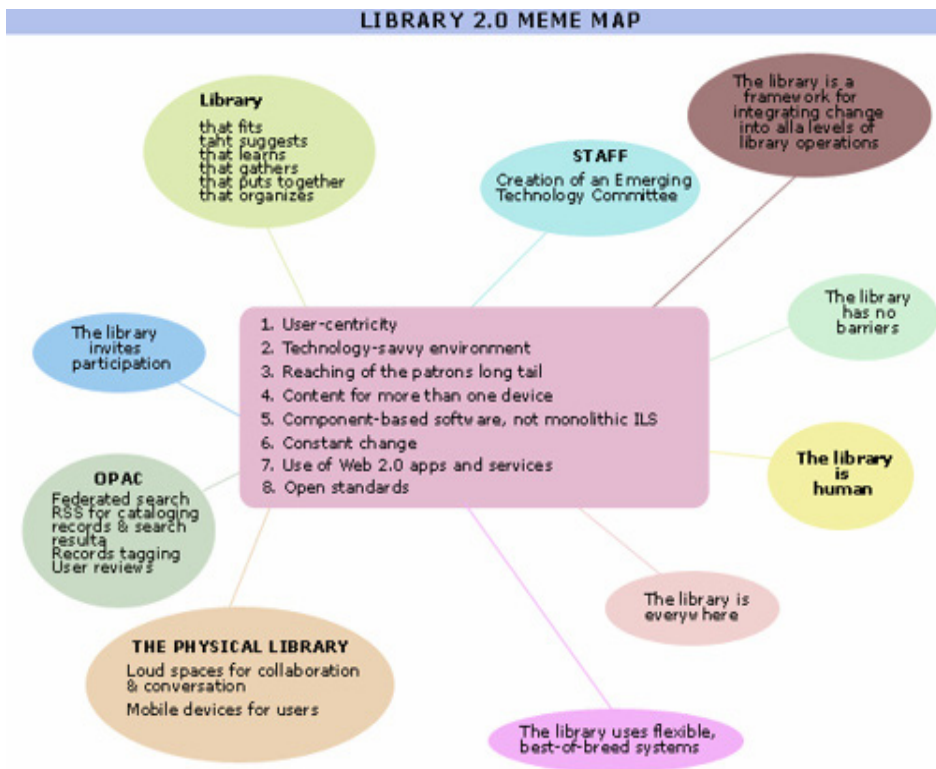 LIBRARY 2.0 MEME MAP
Library
that fits
taht suggests
that learns
that gathers
that puts together
that organizes
STAFF
Creation of an Emerging
Technology Committee
The library is a
framework for
integrating change
into alla levels of
library operations
The library
invites
participation
1. User-centricity
2. Technology-savvy environment
3. Reaching of the patrons long tail
4. Content for more than one device
5. Component-based software, not monolithic ILS
6. Constant change
7. Use of Web 2.0 apps and services
8. Open standards
The library
has no
barriers
The library
is
human
OPAC
Federated search
RSS for cataloging
records & search
resulta
Records tagging
User reviews
The library is
everywhere
THE PHYSICAL LIBRARY
Loud spaces for collaboration
& conversation
Mobile devices for users
The library uses flexible,
best-of-breed systems